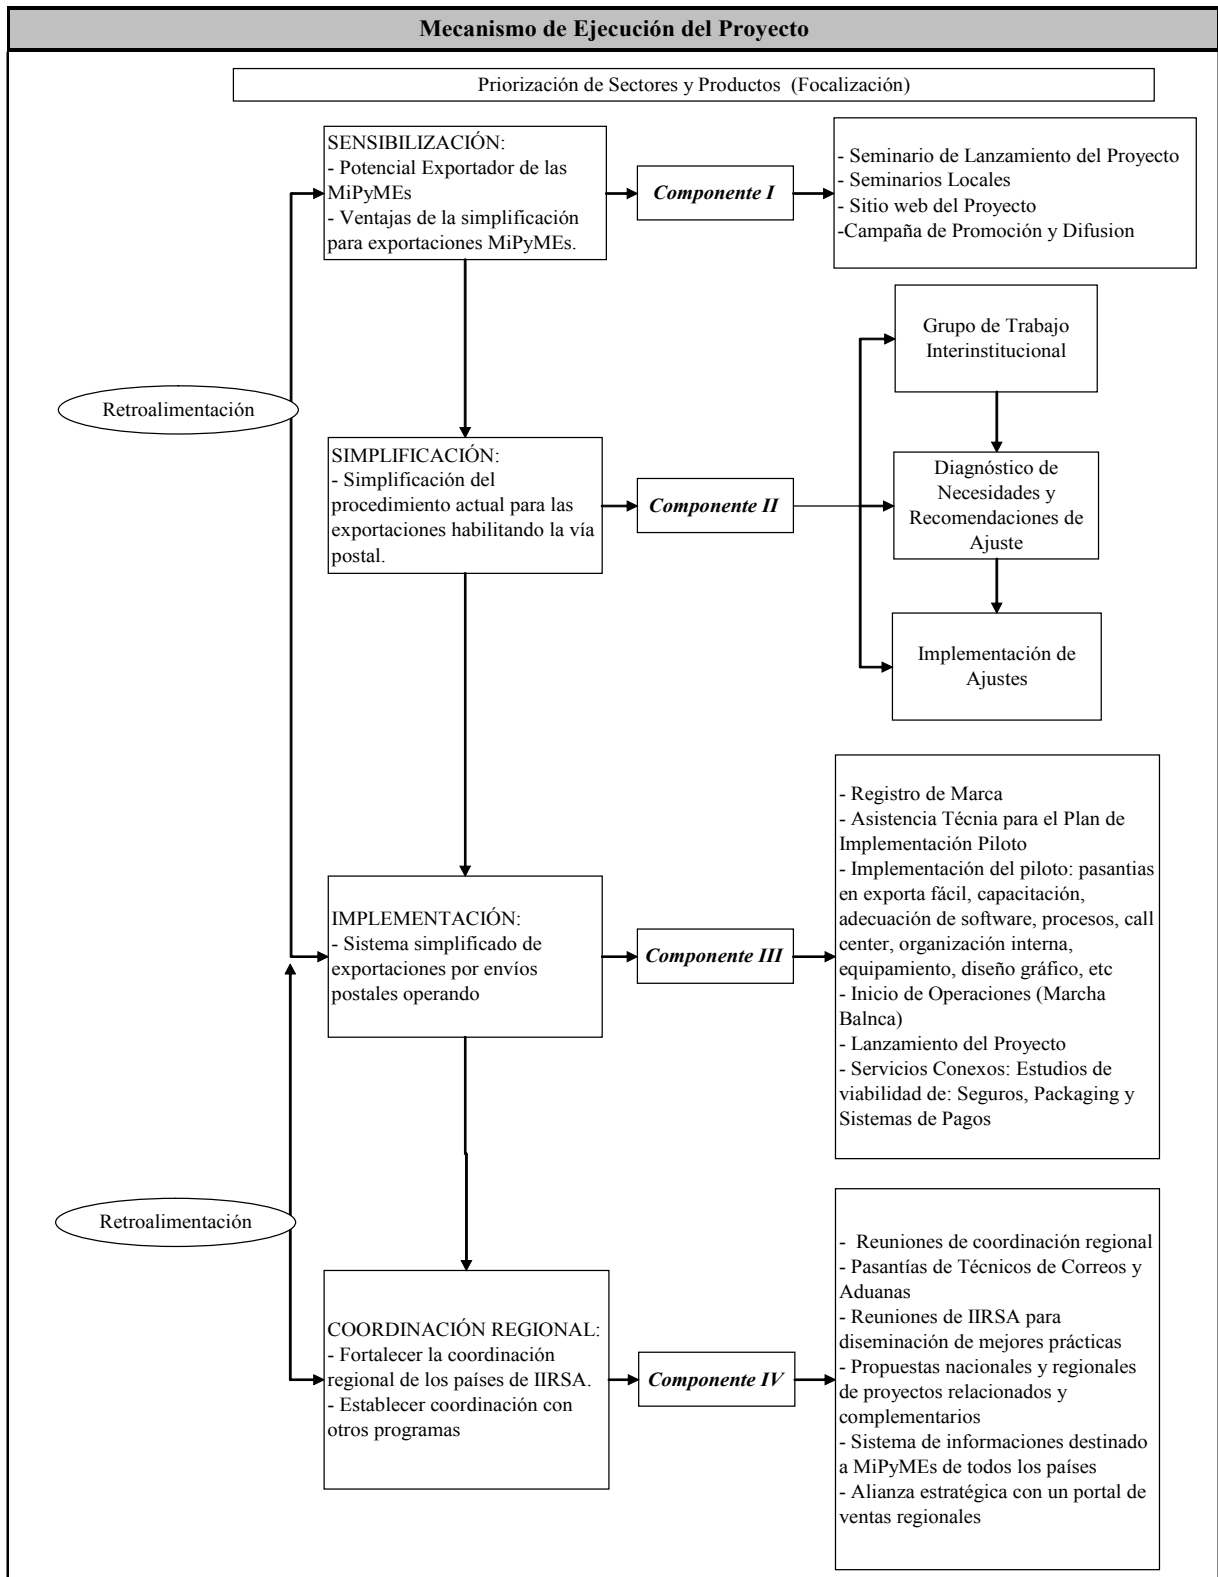 Mecanismo de Ejecución del Proyecto
Priorización de Sectores y Productos  (Focalización)
SENSIBILIZACIÓN:
- Potencial Exportador de las
MiPyMEs
- Ventajas de la simplificación
para exportaciones MiPyMEs.
Componente I
- Seminario de Lanzamiento del Proyecto
- Seminarios Locales
- Sitio web del Proyecto
-Campaña de Promoción y Difusion
Grupo de Trabajo
Interinstitucional
Retroalimentación
SIMPLIFICACIÓN:
- Simplificación del
procedimiento actual para las
exportaciones habilitando la vía
postal.
Componente II
Diagnóstico de
Necesidades y
Recomendaciones de
Ajuste
Implementación de
Ajustes
IMPLEMENTACIÓN:
- Sistema simplificado de
exportaciones por envíos
postales operando
Componente III
- Registro de Marca
- Asistencia Técnia para el Plan de
Implementación Piloto
- Implementación del piloto: pasantias
en exporta fácil, capacitación,
adecuación de software, procesos, call
center, organización interna,
equipamiento, diseño gráfico, etc
- Inicio de Operaciones (Marcha
Balnca)
- Lanzamiento del Proyecto
- Servicios Conexos: Estudios de
viabilidad de: Seguros, Packaging y
Sistemas de Pagos
Retroalimentación
COORDINACIÓN REGIONAL:
- Fortalecer la coordinación
regional de los países de IIRSA.
- Establecer coordinación con
otros programas
Componente IV
-  Reuniones de coordinación regional
- Pasantías de Técnicos de Correos y
Aduanas
- Reuniones de IIRSA para
diseminación de mejores prácticas
- Propuestas nacionales y regionales
de proyectos relacionados y
complementarios
- Sistema de informaciones destinado
a MiPyMEs de todos los países
- Alianza estratégica con un portal de
ventas regionales